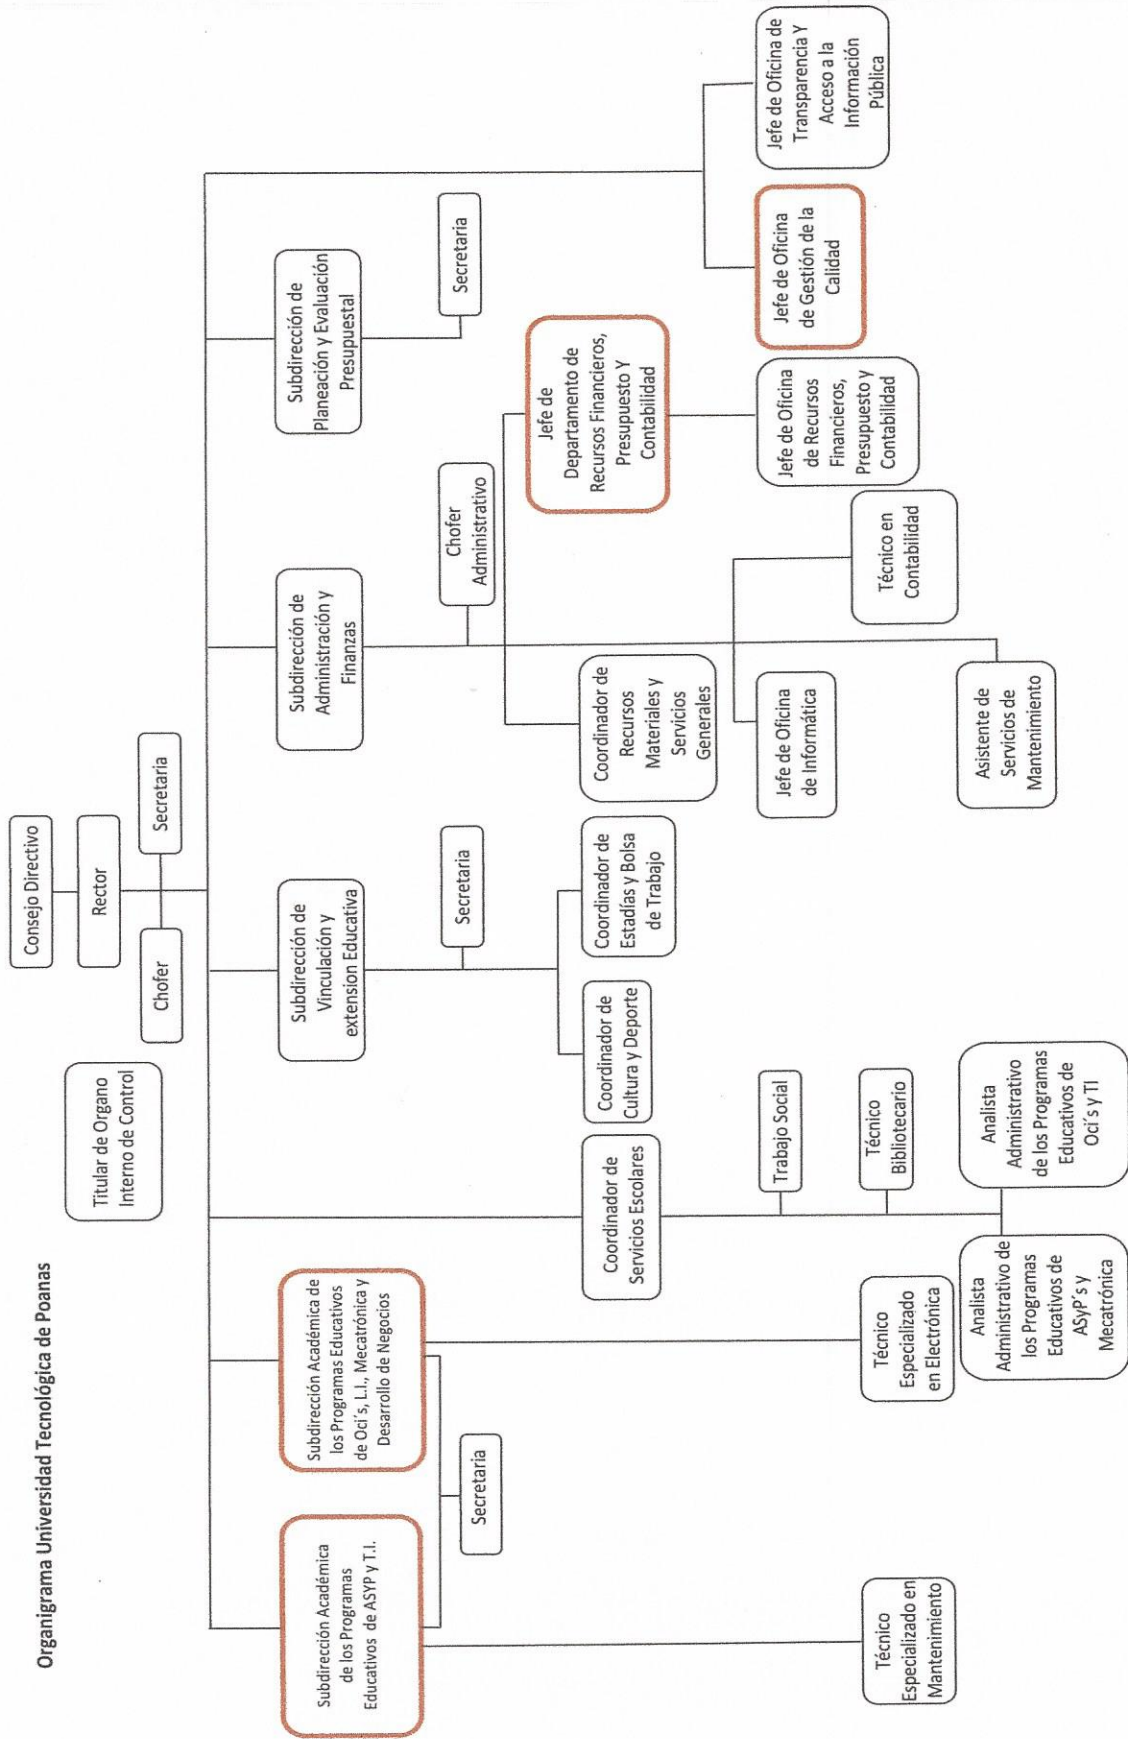 Organigrama Universidad Tecnológica de Poanas
Consejo Directivo
Titular de Organo
Interno de Control
Rector
Chofer
Secretaria
Subdirección Académica
de los Programas
Educativos de ASYP y T.I.
Subdirección Académica de
los Programas Educativos
de Oci´s, L.I., Mecatrónica y
Desarrollo de Negocios
Subdirección de
Vinculación y
extension Educativa
Subdirección de
Administración y
Finanzas
Subdirección de
Planeación y Evaluación
Presupuestal
Secretaria
Secretaria
Chofer
Administrativo
Secretaria
Coordinador de
Servicios Escolares
Coordinador de
Cultura y Deporte
Coordinador de
Estadías y Bolsa
de Trabajo
Coordinador de
Recursos
Materiales y
Servicios
Generales
Jefe de
Departamento de
Recursos Financieros,
Presupuesto Y
Contabilidad
Trabajo Social
Jefe de Oficina
de Informática
Jefe de Oficina
de Recursos
Financieros,
Presupuesto y
Contabilidad
Jefe de Oficina
de Gestión de la
Calidad
Jefe de Oficina de
Transparencia Y
Acceso a la
Información
Pública
Técnico
Especializado en
Mantenimiento
Técnico
Especializado
en Electrónica
Técnico
Bibliotecario
Técnico en
Contabilidad
Analista
Administrativo de
los Programas
Educativos de
ASyP´s y
Mecatrónica
Analista
Administrativo
de los Programas
Educativos de
Oci´s y TI
Asistente de
Servicios de
Mantenimiento